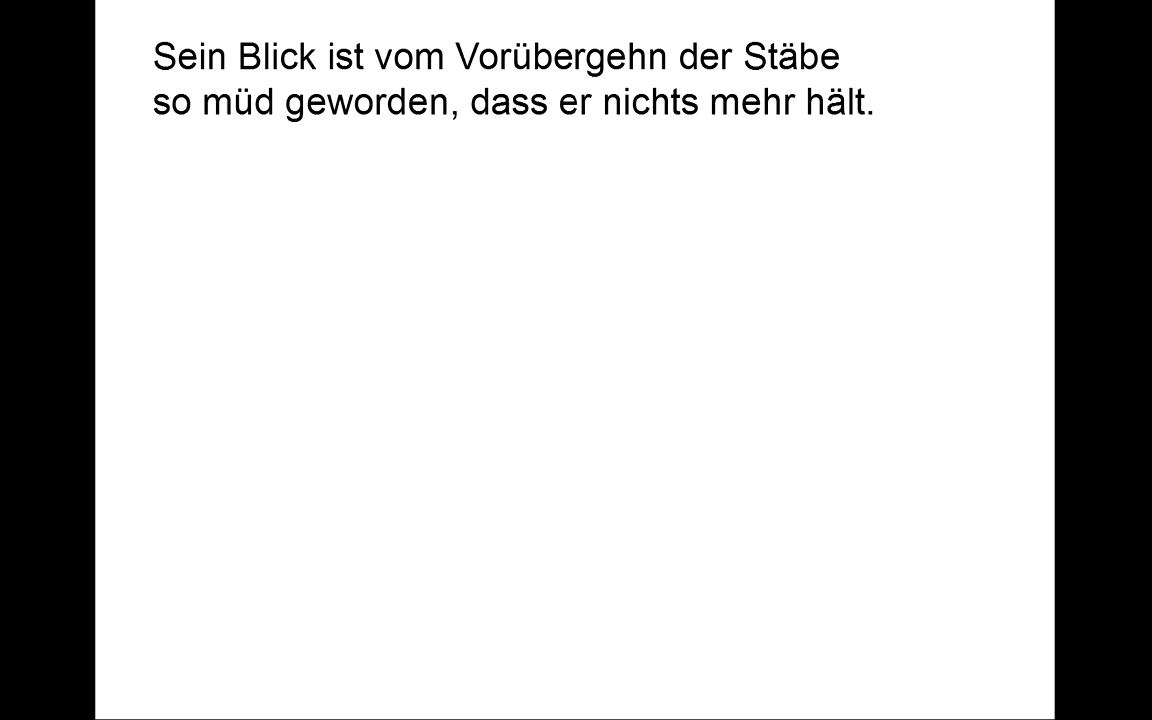 Sein Blick ist vom Vorübergehn der Stäbe
so müd geworden, dass er nichts mehr hält.